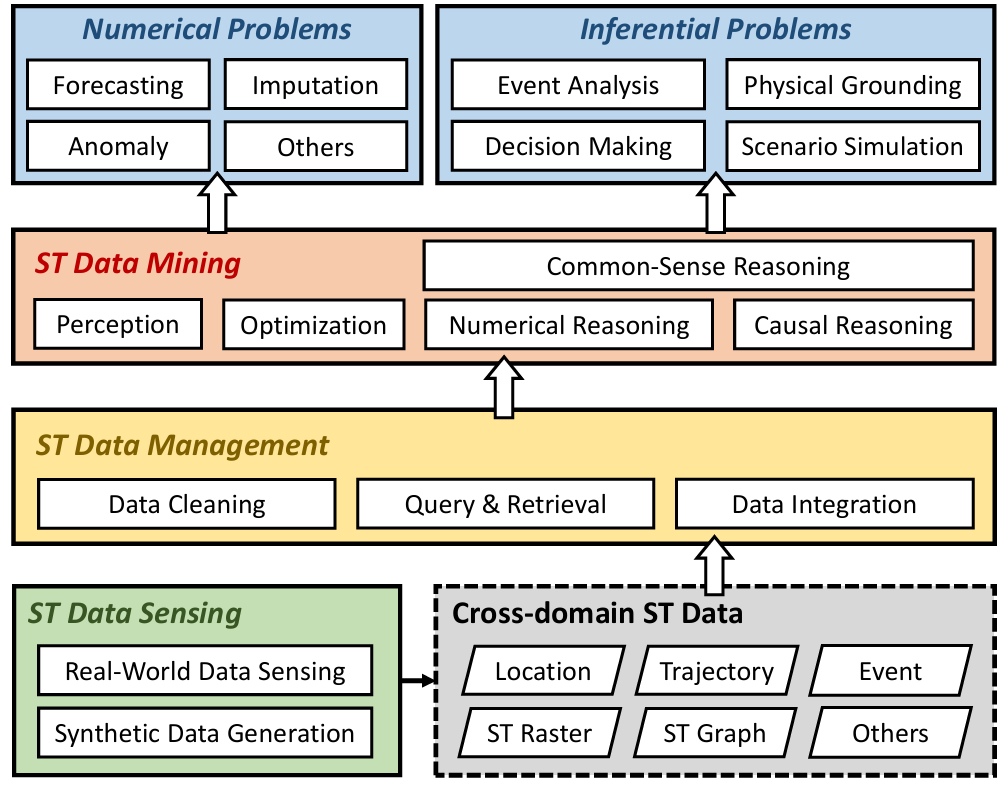 Numerical Problems
Forecasting
Imputation
Anomaly
Others
Inferential Problems
Event Analysis
Physical Grounding
Decision Making
Scenario Simulation
ST Data Mining
Common-Sense Reasoning
Perception
Optimization
Numerical Reasoning
Causal Reasoning
ST Data Management
Data Cleaning
Query & Retrieval
Data Integration
ST Data Sensing
Real-World Data Sensing
Synthetic Data Generation
Cross-domain ST Data
Location
Trajectory
Event
ST Raster
ST Graph
Others